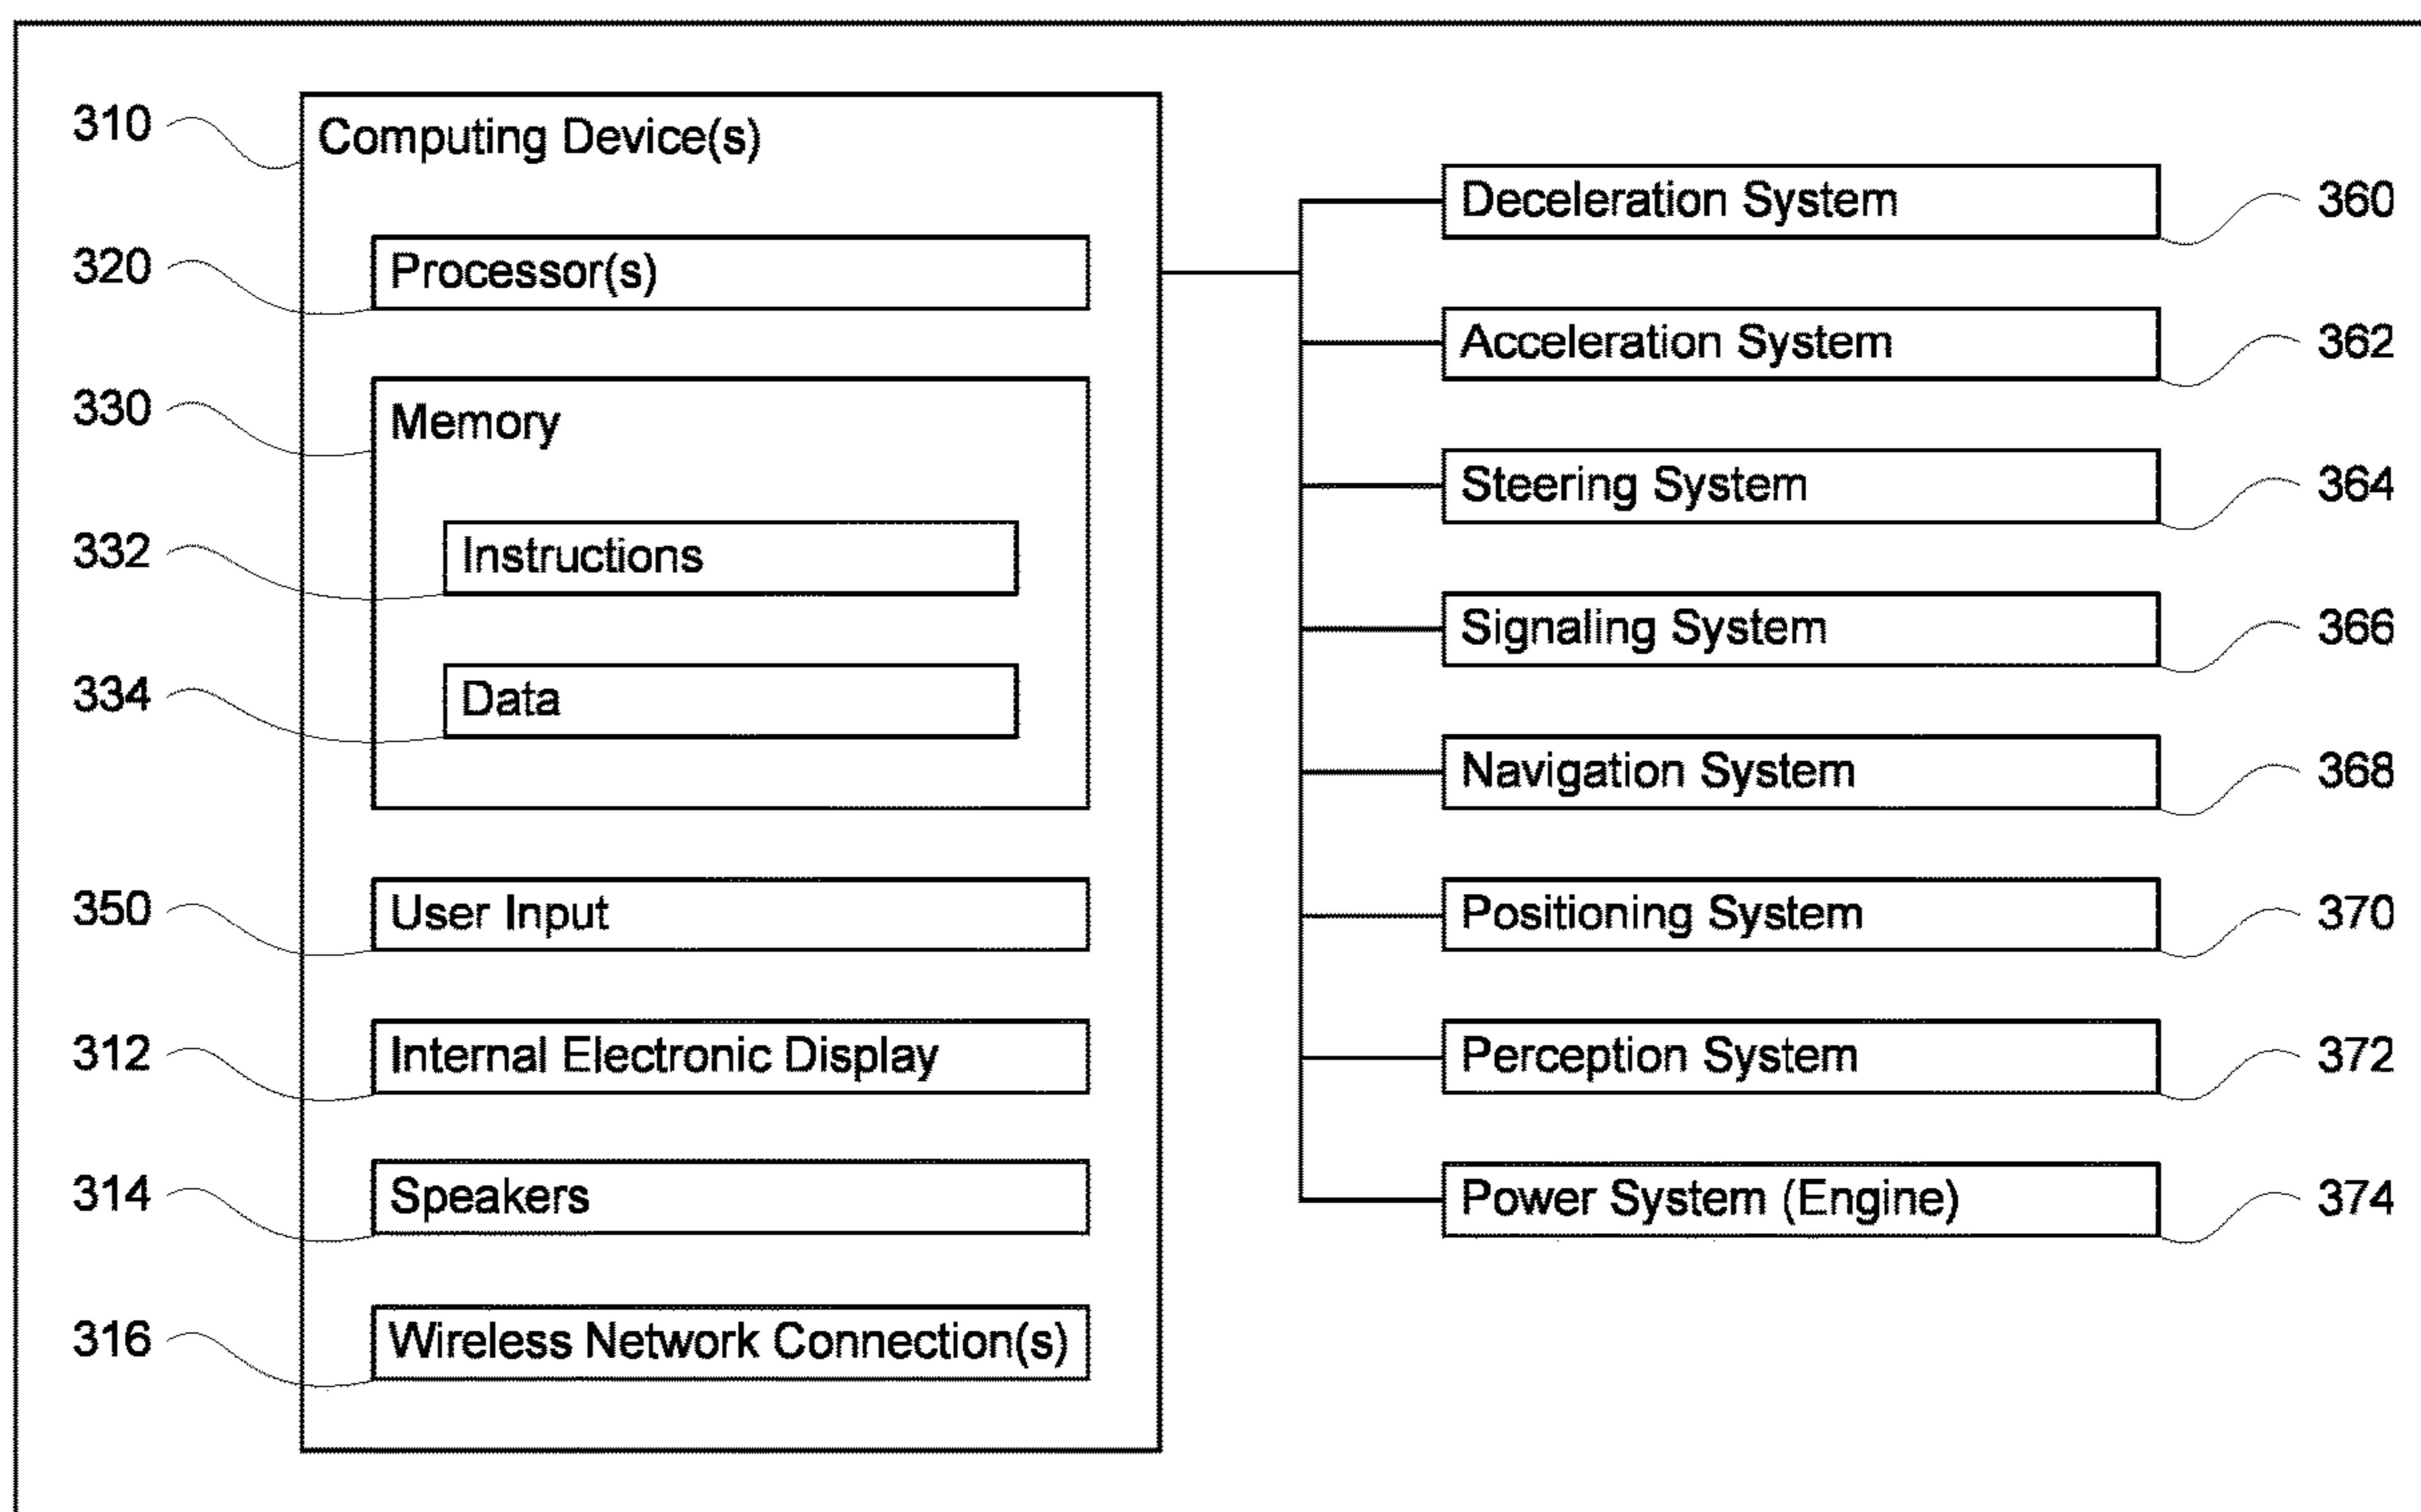 310 Computing Device(s)
320 Processor(s)
330 Memory
332 Instructions
334 Data
350 User Input
312 Internal Electronic Display
314 Speakers
316 Wireless Network Connection(s)
Deceleration System 360
Acceleration System 362
Steering System 364
Signaling System 366
Navigation System 368
Positioning System 370
Perception System 372
Power System (Engine) 374